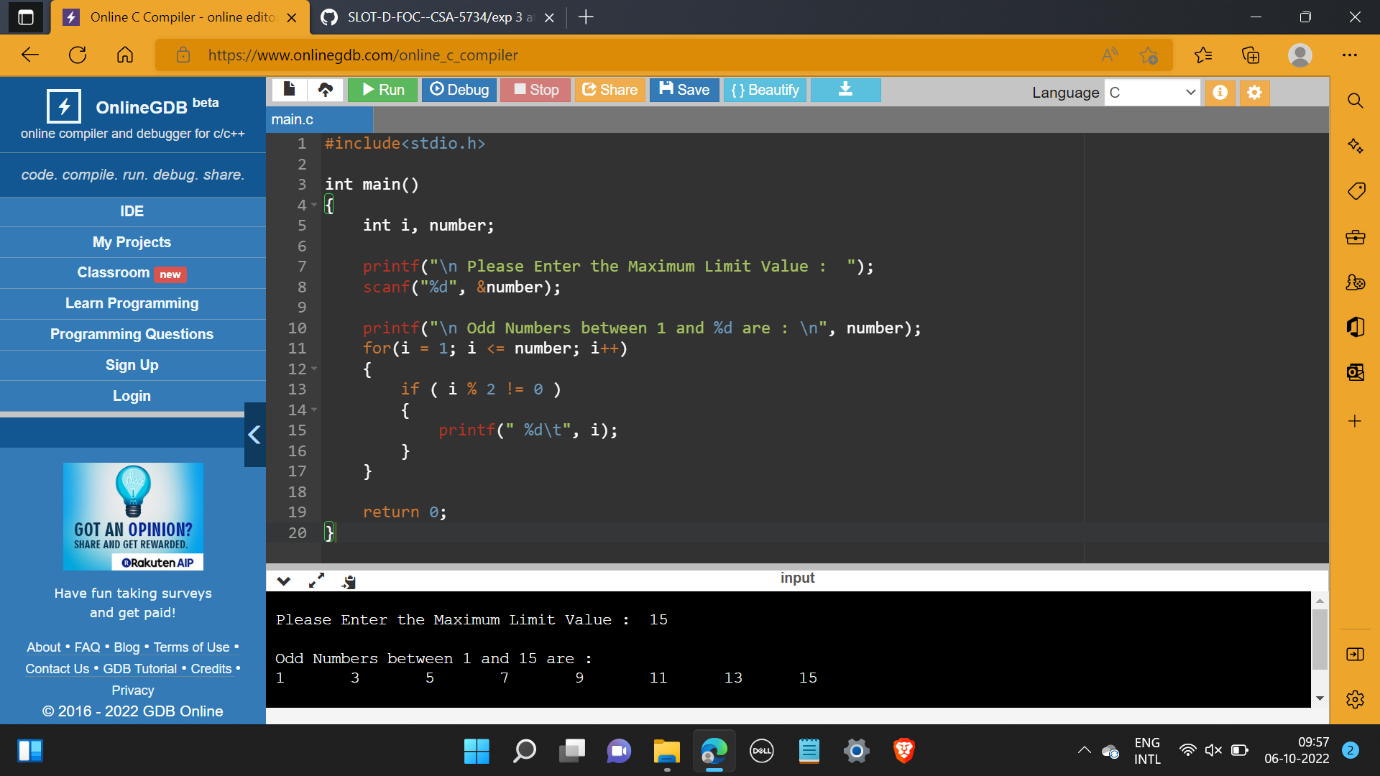 Online C Compiler - online edito
SLOT-D-FOC--CSA-5734/exp 3 a
https://www.onlinegdb.com/online_c_compiler
OnlineGDB beta
online compiler and debugger for c/c++
code. compile. run. debug. share.
IDE
My Projects
Classroom new
Learn Programming
Programming Questions
Sign Up
Login
GOT AN OPINION?
SHARE AND GET REWARDED.
Rakuten AIP
Have fun taking surveys
and get paid!
About • FAQ • Blog • Terms of Use •
Contact Us • GDB Tutorial • Credits •
Privacy
© 2016 - 2022 GDB Online
Run Debug Stop Share Save {} Beautify
Language C
main.c
1 #include<stdio.h>
2
3 int main()
4 {
5 int i, number;
6
7 printf("\n Please Enter the Maximum Limit Value :  ");
8 scanf("%d", &number);
9
10 printf("\n Odd Numbers between 1 and %d are : \n", number);
11 for(i = 1; i <= number; i++)
12 {
13 if ( i % 2 != 0 )
14 {
15 printf(" %d\t", i);
16 }
17 }
18
19 return 0;
20 }
input
Please Enter the Maximum Limit Value :  15
Odd Numbers between 1 and 15 are :
1 3 5 7 9 11 13 15
DELL
ENG
INTL
09:57
06-10-2022
2